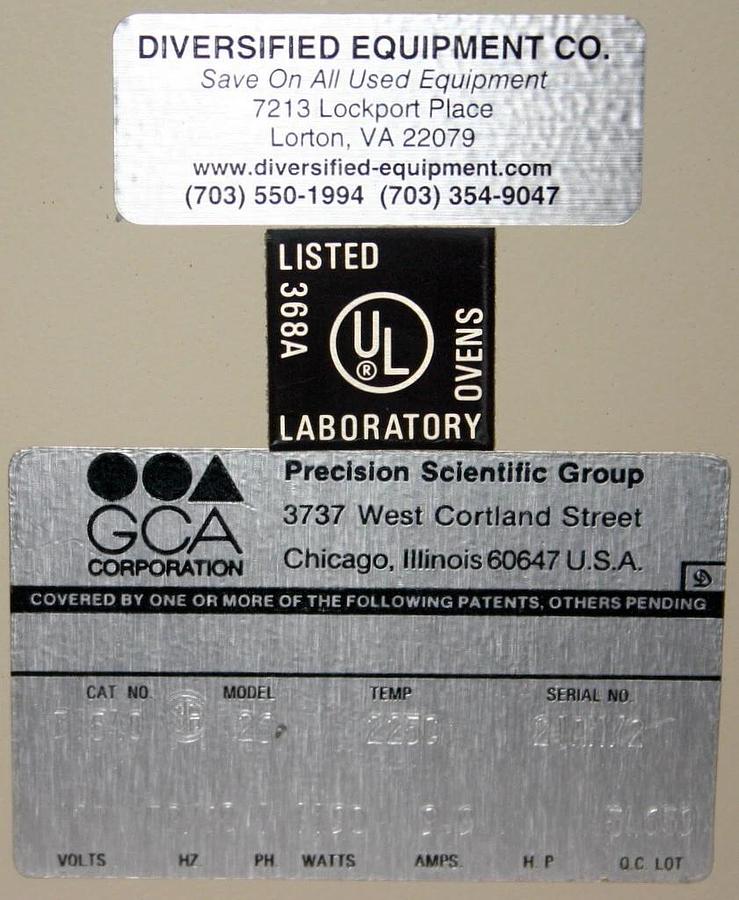 DIVERSIFIED EQUIPMENT CO.
Save On All Used Equipment
7213 Lockport Place
Lorton, VA 22079
www.diversified-equipment.com
(703) 550-1994 (703) 354-9047
LISTED
368A
UL
®
OVENS
LABORATORY
GCA
CORPORATION
Precision Scientific Group
3737 West Cortland Street
Chicago, Illinois 60647 U.S.A.
COVERED BY ONE OR MORE OF THE FOLLOWING PATENTS, OTHERS PENDING
CAT NO. MODEL TEMP SERIAL NO.
225C
VOLTS HZ PH WATTS AMPS. H.P Q.C. LOT